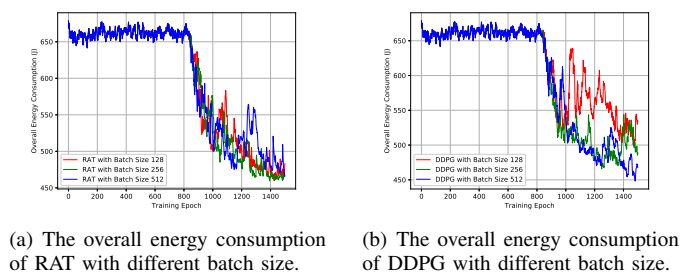 Overall Energy Consumption (J)
650
600
550
500
450
RAT with Batch Size 128
RAT with Batch Size 256
RAT with Batch Size 512
0 200 400 600 800 1000 1200 1400
Training Epoch
(a) The overall energy consumption
of RAT with different batch size.
Overall Energy Consumption (J)
650
600
550
500
450
DDPG with Batch Size 128
DDPG with Batch Size 256
DDPG with Batch Size 512
0 200 400 600 800 1000 1200 1400
Training Epoch
(b) The overall energy consumption
of DDPG with different batch size.